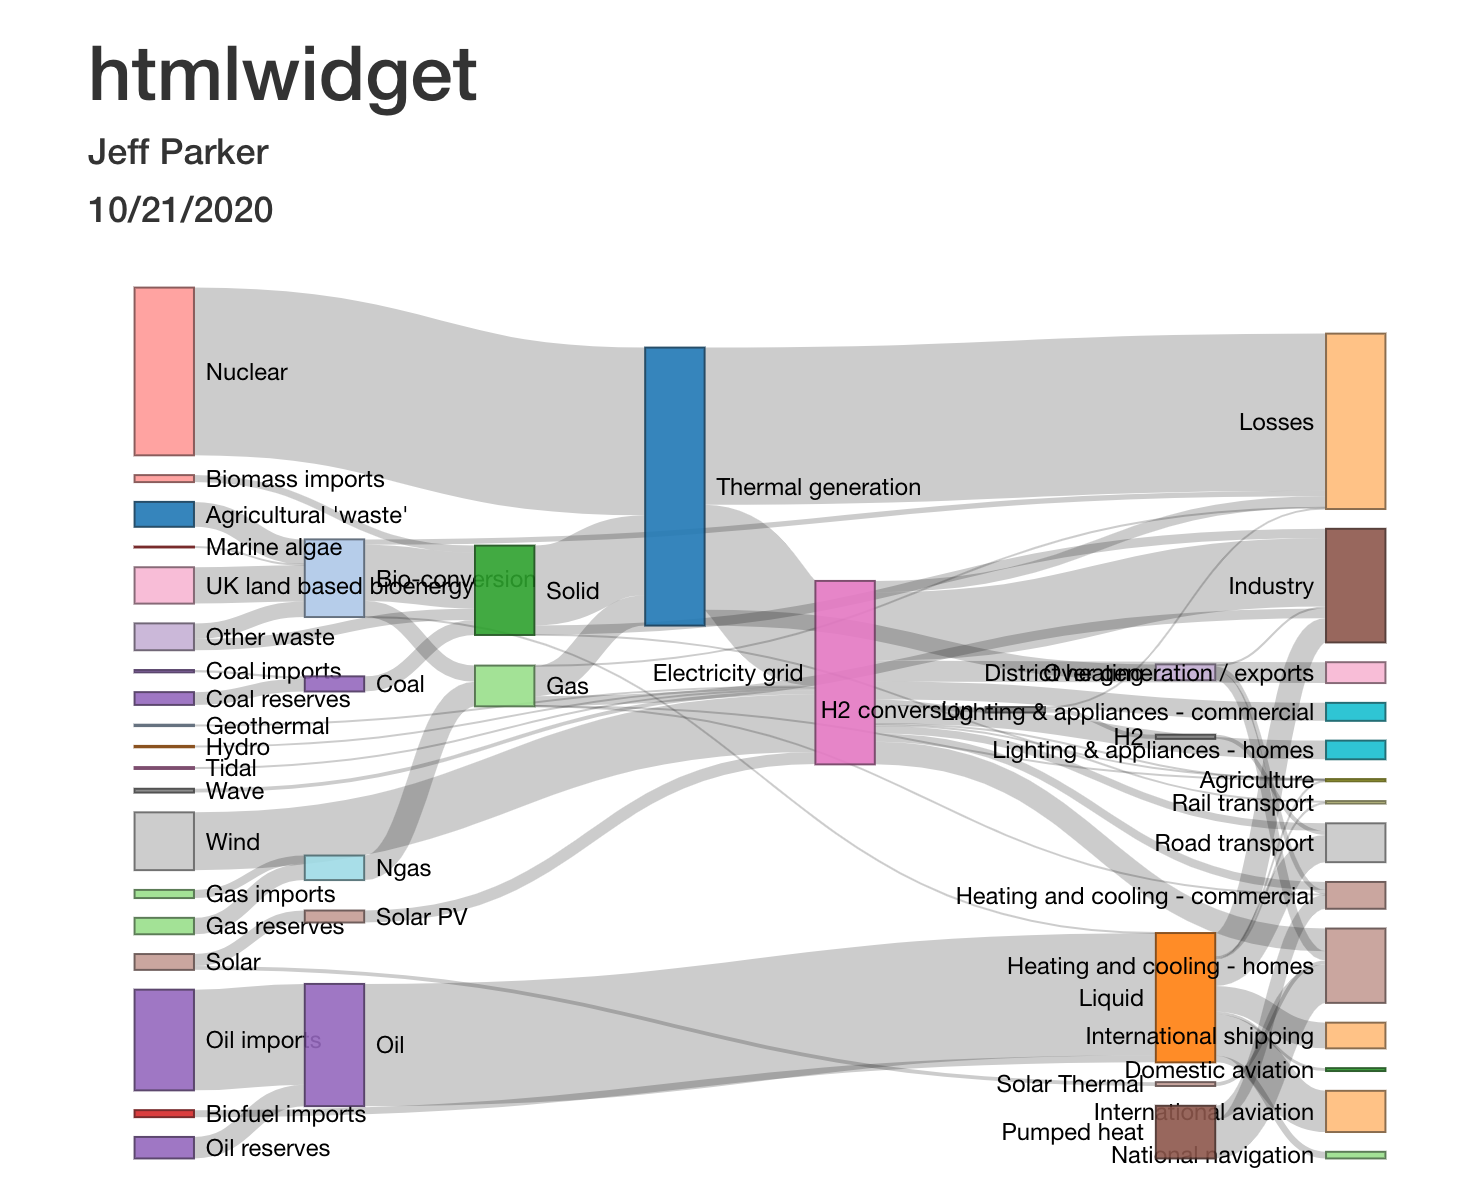 htmlwidget
Jeff Parker
10/21/2020
Nuclear
Biomass imports
Agricultural 'waste'
Marine algae
UK land based bioenergy
Other waste
Coal imports
Coal reserves
Geothermal
Hydro
Tidal
Wave
Wind
Gas imports
Gas reserves
Solar
Oil imports
Biofuel imports
Oil reserves
Bio-conversion
Coal
Ngas
Solar PV
Oil
Solid
Gas
Thermal generation
Electricity grid
H2 conversion
District heating
H2
Liquid
Solar Thermal
Pumped heat
Losses
Industry
Over generation / exports
Lighting & appliances - commercial
Lighting & appliances - homes
Agriculture
Rail transport
Road transport
Heating and cooling - commercial
Heating and cooling - homes
International shipping
Domestic aviation
International aviation
National navigation